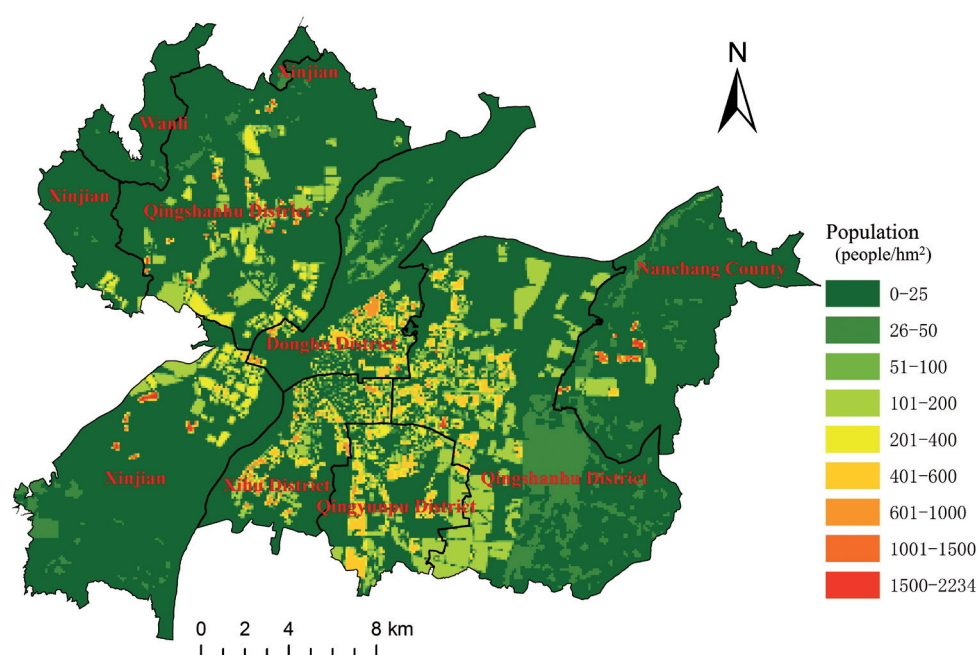 N
Xinjian
Wanli
Xinjian
Qingshanhu District
Nanchang County
Donghu District
Xinjian
Xihu District
Qingshanhu District
Qingyunpu District
Population
(people/hm²)
0-25
26-50
51-100
101-200
201-400
401-600
601-1000
1001-1500
1500-2234
0 2 4 8 km